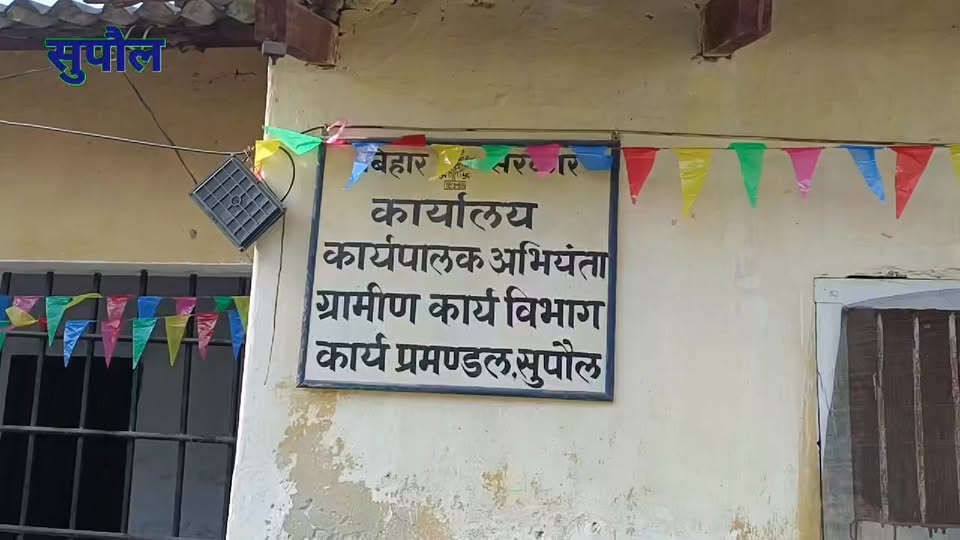 सुपौल
बिहार सरकार
कार्यालय
कार्यपालक अभियंता
ग्रामीण कार्य विभाग
कार्य प्रमण्डल,सुपौल